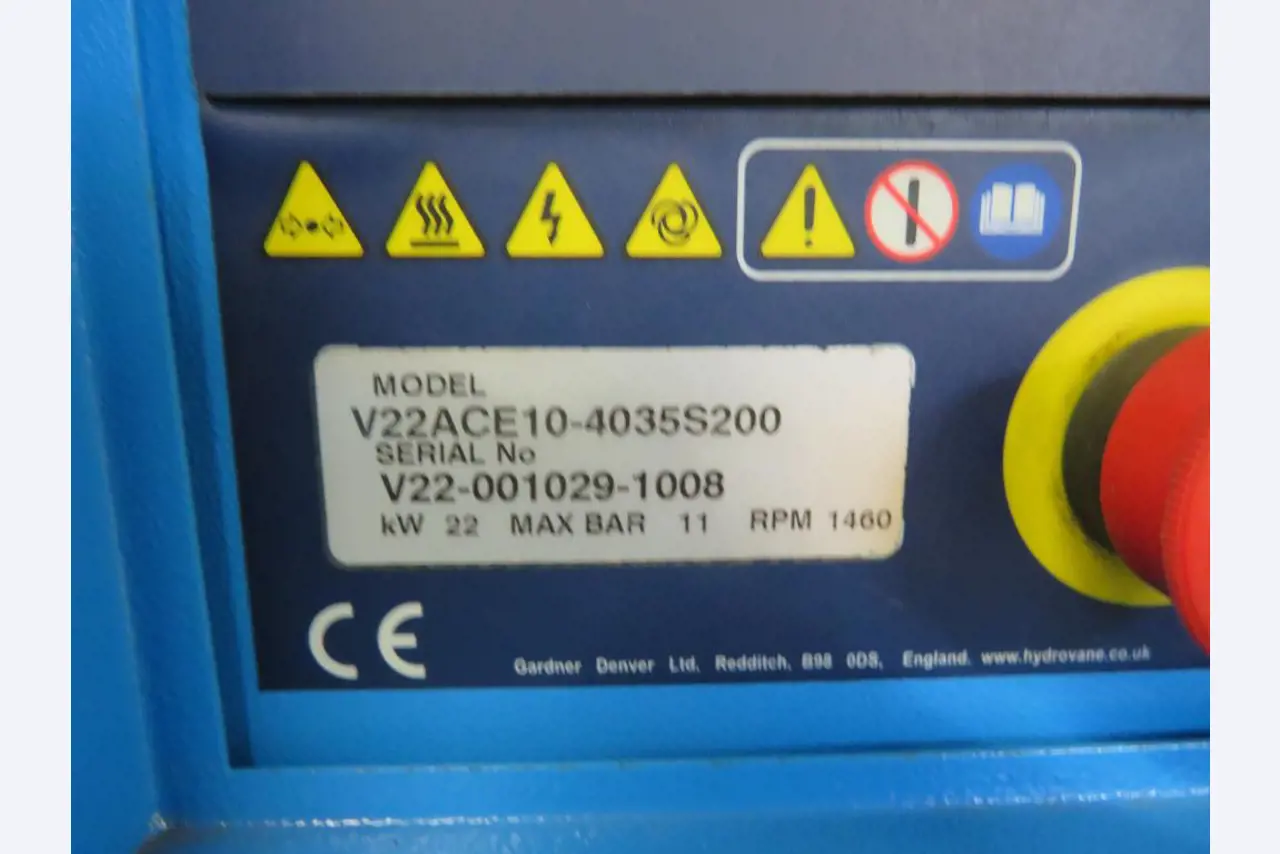 MODEL
V22ACE10-4035S200
SERIAL No
V22-001029-1008
kW 22 MAX BAR 11 RPM 1460
CE
Gardner Denver Ltd. Redditch, B98 0DS, England. www.hydrovane.co.uk